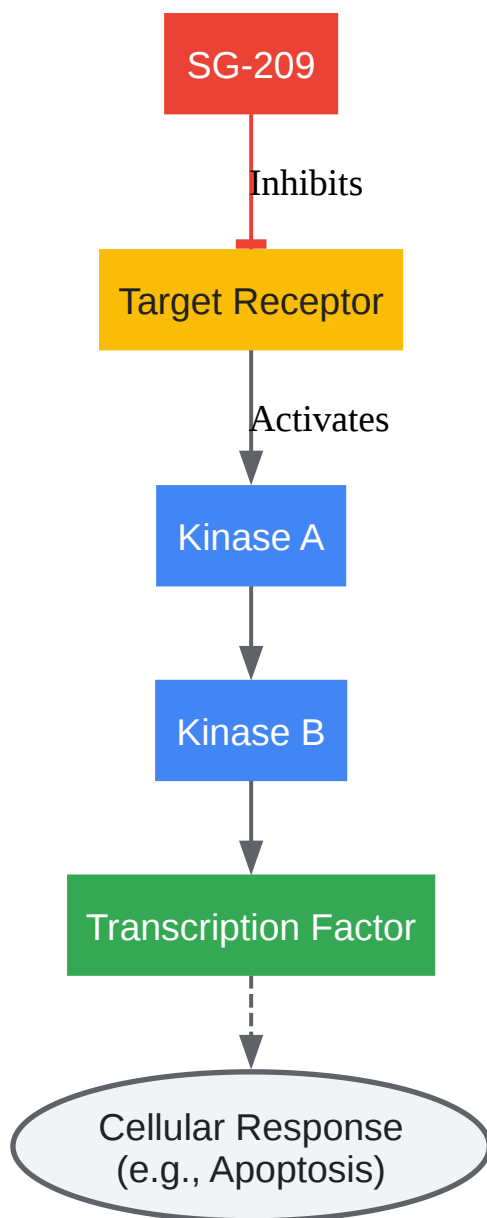 SG-209
Inhibits
Target Receptor
Activates
Kinase A
Kinase B
Transcription Factor
Cellular Response
(e.g., Apoptosis)